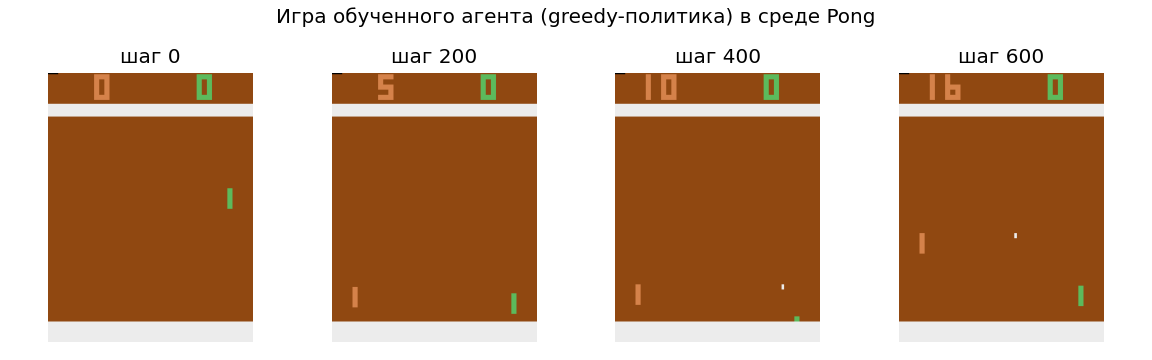 Игра обученного агента (greedy-политика) в среде Pong
шаг 0
шаг 200
шаг 400
шаг 600
0 0
5 0
10 0
16 0